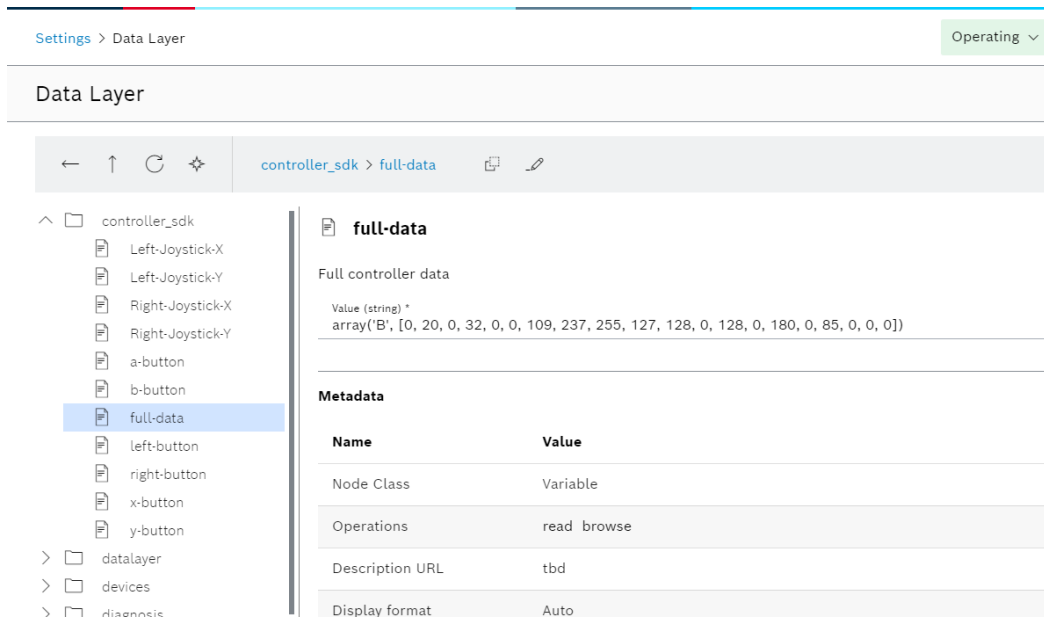 Settings > Data Layer
Operating
Data Layer
controller_sdk > full-data
controller_sdk
Left-Joystick-X
Left-Joystick-Y
Right-Joystick-X
Right-Joystick-Y
a-button
b-button
full-data
left-button
right-button
x-button
y-button
datalayer
devices
diagnosis
full-data
Full controller data
Value (string) *
array('B', [0, 20, 0, 32, 0, 0, 109, 237, 255, 127, 128, 0, 128, 0, 180, 0, 85, 0, 0, 0])
Metadata
Name Value
Node Class Variable
Operations read browse
Description URL tbd
Display format Auto